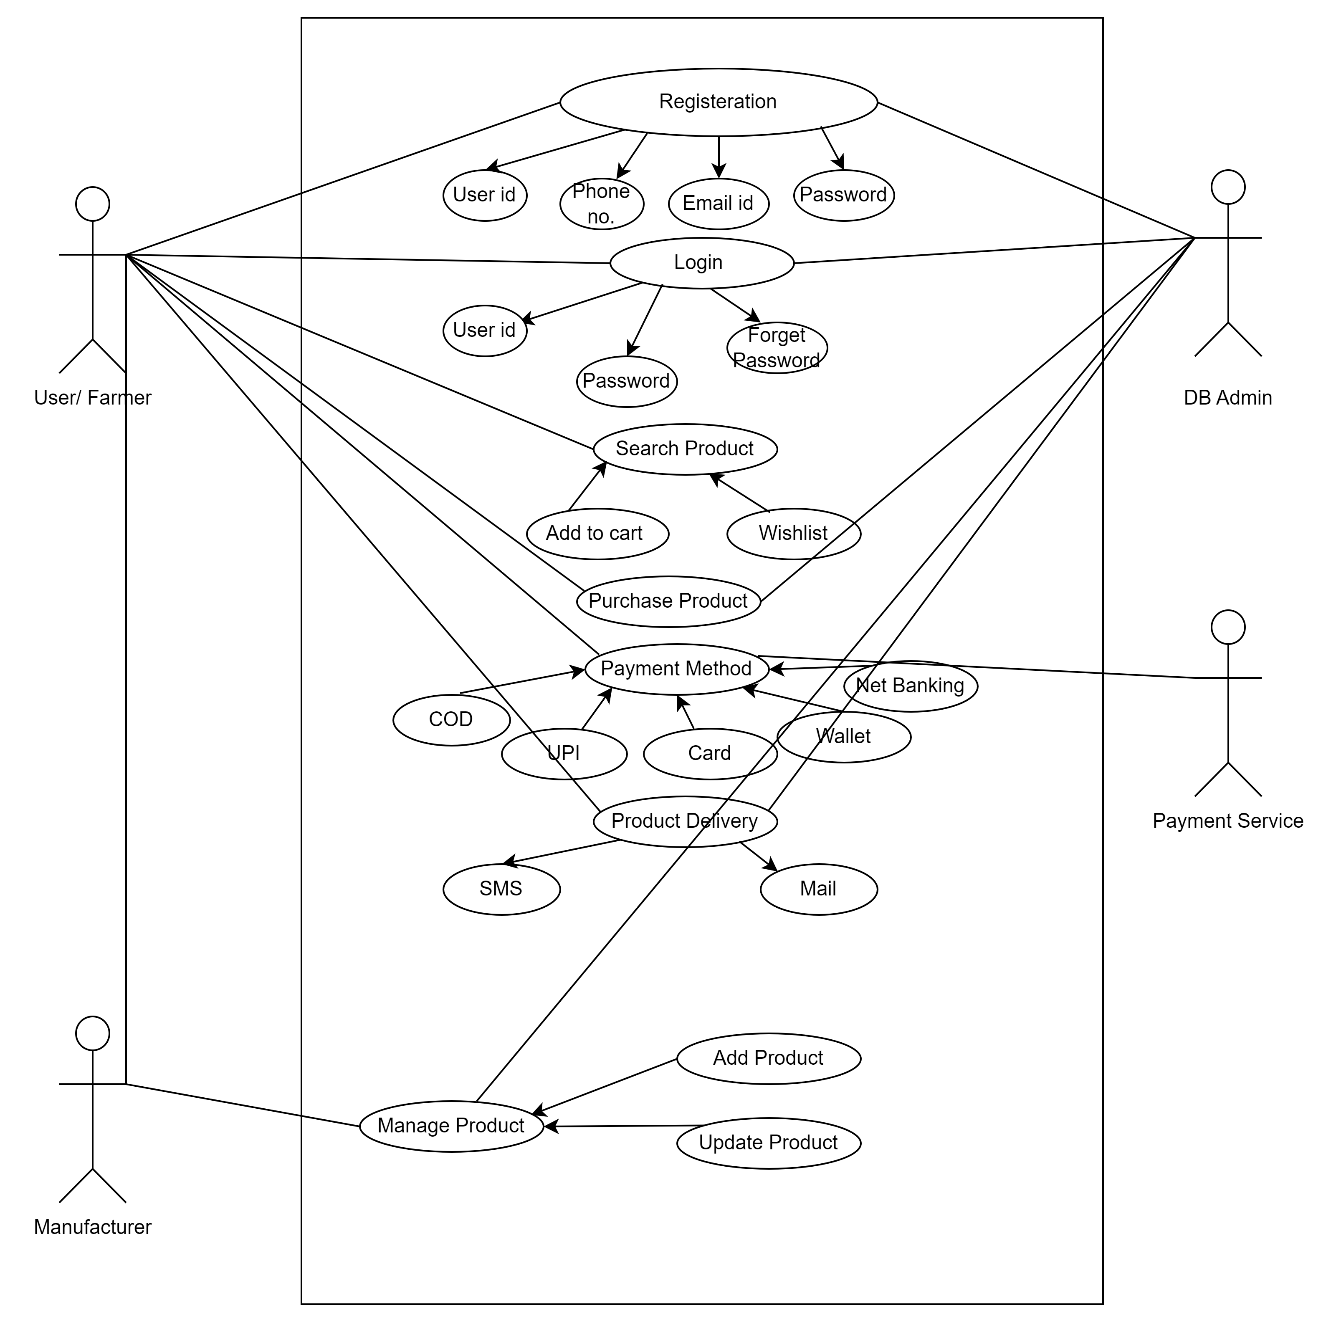 Registeration
User id
Phone
no.
Email id
Password
Login
User id
Forget
Password
Password
User/ Farmer
DB Admin
Search Product
Add to cart
Wishlist
Purchase Product
Payment Method
Net Banking
COD
Wallet
UPI
Card
Product Delivery
Payment Service
SMS
Mail
Add Product
Manage Product
Update Product
Manufacturer